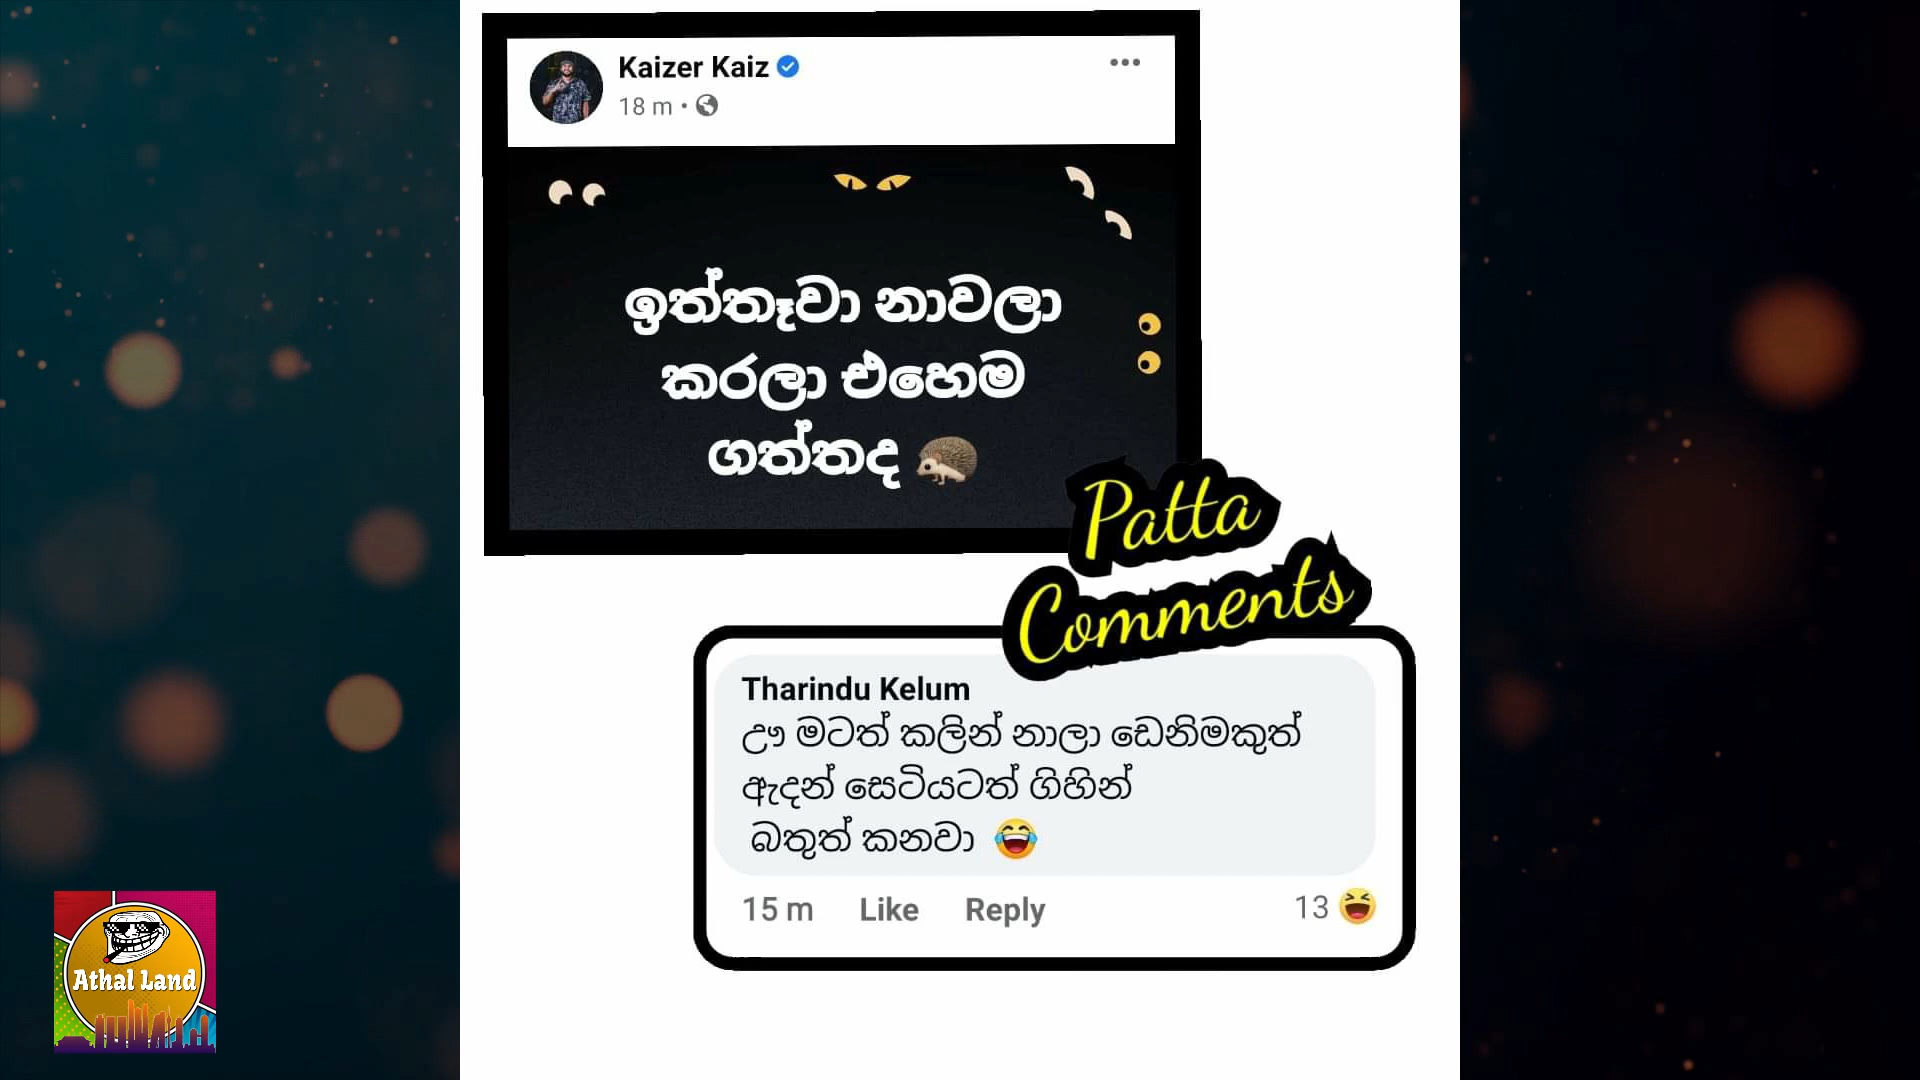 Kaizer Kaiz
18 m
ඉත්තෑවා නාවලා
කරලා එහෙම
ගත්තද 🦔
Patta
Comments
Tharindu Kelum
ඌ මටත් කලින් නාලා ඩෙනිමකුත්
ඇදන් සෙටියටත් ගිහින්
බතුත් කනවා 😂
15 m Like Reply 13 😆
Athal Land